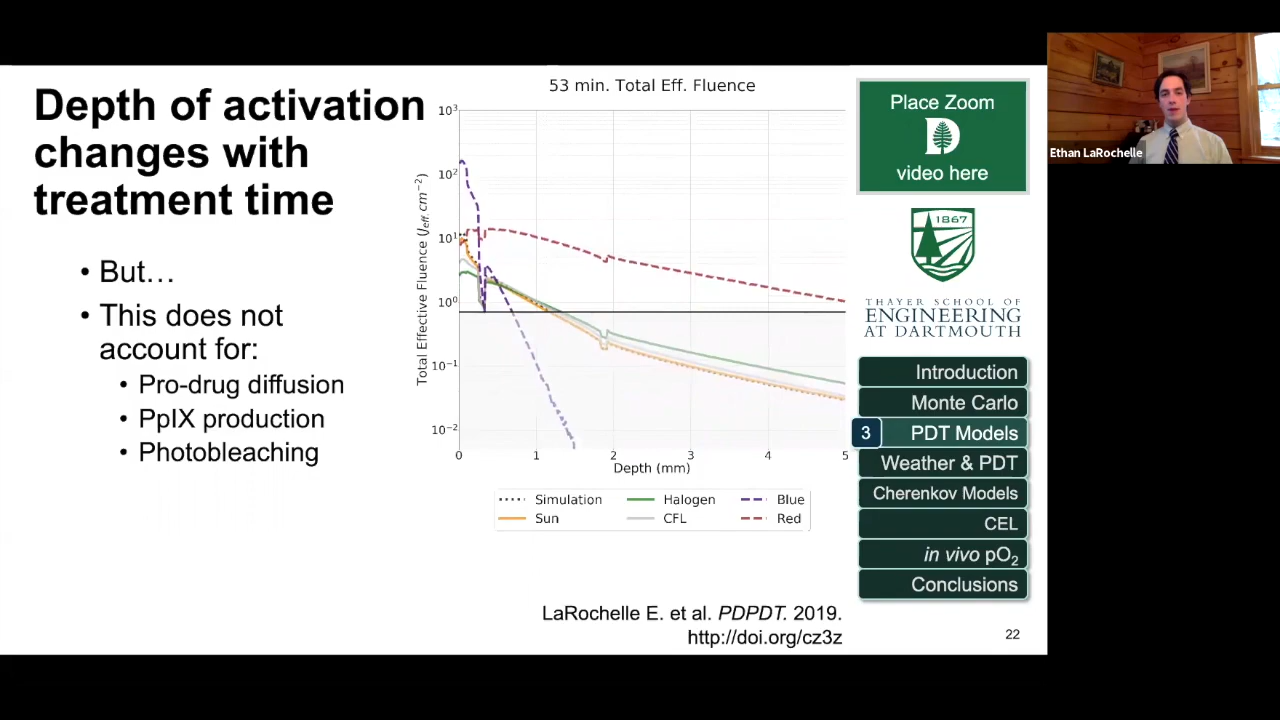 Depth of activation
changes with
treatment time
• But…
• This does not
account for:
• Pro-drug diffusion
• PpIX production
• Photobleaching
53 min. Total Eff. Fluence
Total Effective Fluence (J_eff. cm⁻²)
10³
10²
10¹
10⁰
10⁻¹
10⁻²
0 1 2 3 4 5
Depth (mm)
Simulation Halogen Blue
Sun CFL Red
LaRochelle E. et al. PDPDT. 2019.
http://doi.org/cz3z
Place Zoom
D
video here
1867
THAYER SCHOOL OF
ENGINEERING
AT DARTMOUTH
Introduction
Monte Carlo
3 PDT Models
Weather & PDT
Cherenkov Models
CEL
in vivo pO₂
Conclusions
22
Ethan LaRochelle